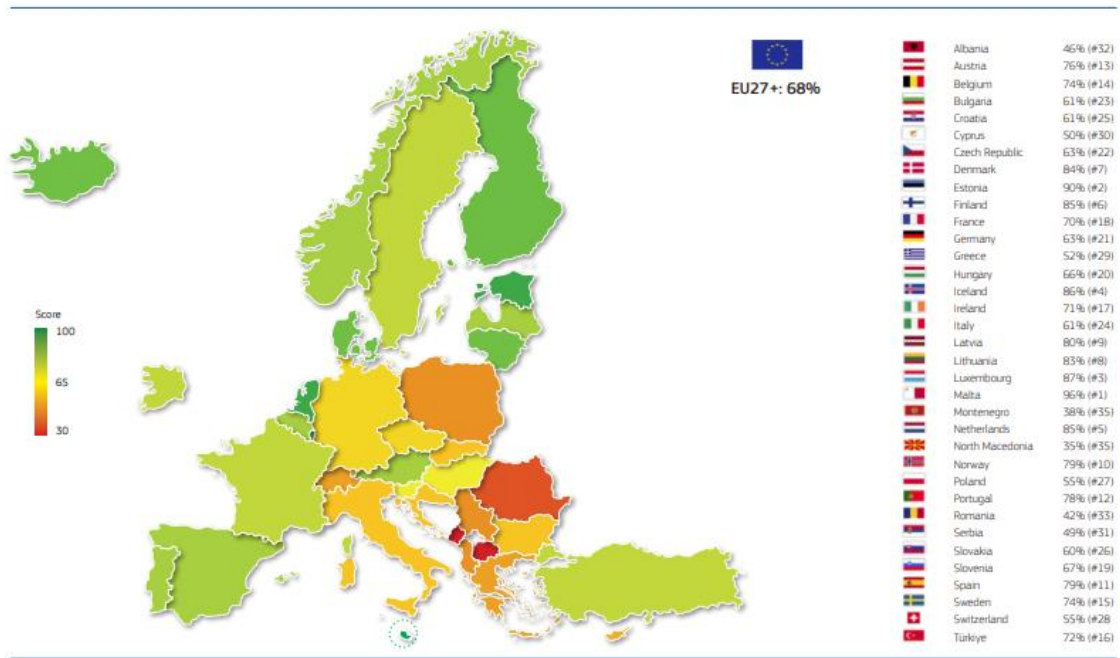 EU27+: 68%
Score
100
65
30
Albania 46% (#32)
Austria 76% (#13)
Belgium 74% (#14)
Bulgaria 61% (#23)
Croatia 61% (#25)
Cyprus 50% (#30)
Czech Republic 63% (#22)
Denmark 84% (#7)
Estonia 90% (#2)
Finland 85% (#6)
France 70% (#18)
Germany 63% (#21)
Greece 52% (#29)
Hungary 66% (#20)
Iceland 86% (#4)
Ireland 71% (#17)
Italy 61% (#24)
Latvia 80% (#9)
Lithuania 83% (#8)
Luxembourg 87% (#3)
Malta 96% (#1)
Montenegro 38% (#35)
Netherlands 85% (#5)
North Macedonia 35% (#35)
Norway 79% (#10)
Poland 55% (#27)
Portugal 78% (#12)
Romania 42% (#33)
Serbia 49% (#31)
Slovakia 60% (#26)
Slovenia 67% (#19)
Spain 79% (#11)
Sweden 74% (#15)
Switzerland 55% (#28
Türkiye 72% (#16)